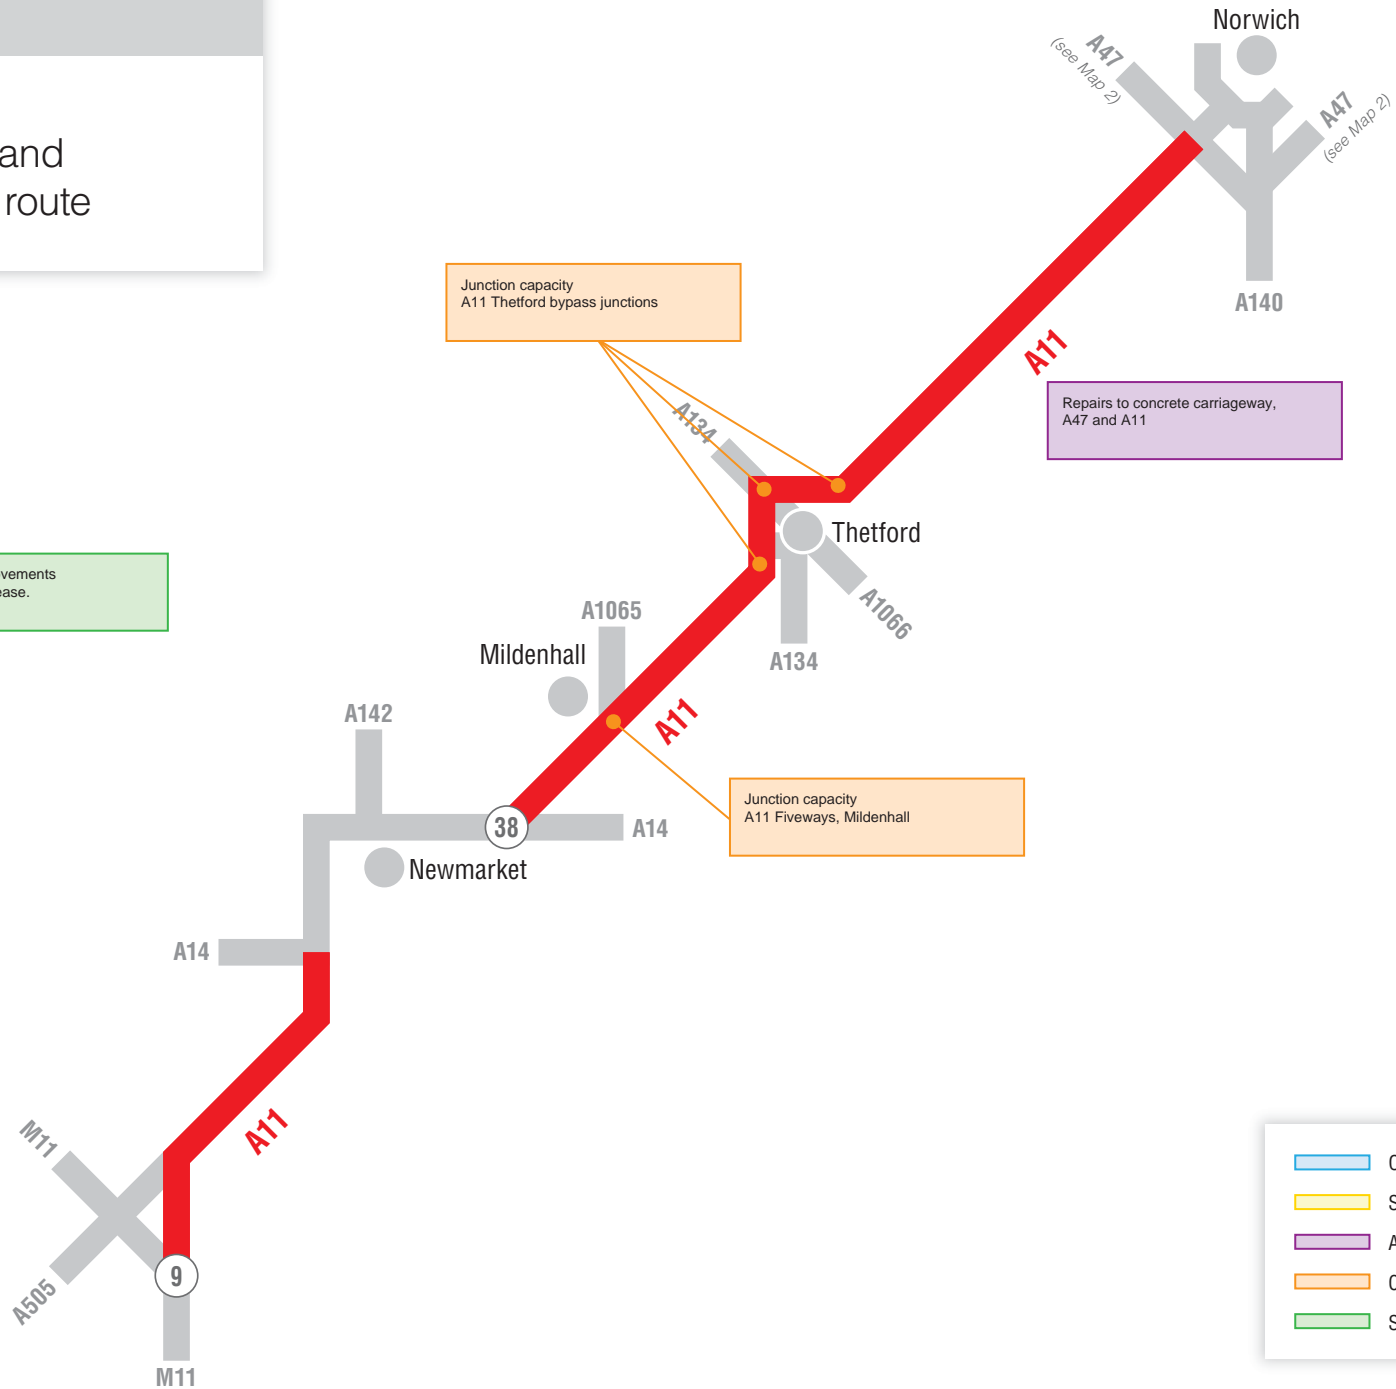 and
route
Norwich
A47
(see Map 2)
A47
(see Map 2)
A140
Junction capacity
A11 Thetford bypass junctions
A11
Repairs to concrete carriageway,
A47 and A11
A134
Thetford
A1066
A134
A1065
Mildenhall
A11
A142
38
A14
Newmarket
Junction capacity
A11 Fiveways, Mildenhall
A14
A11
M11
A505
9
M11